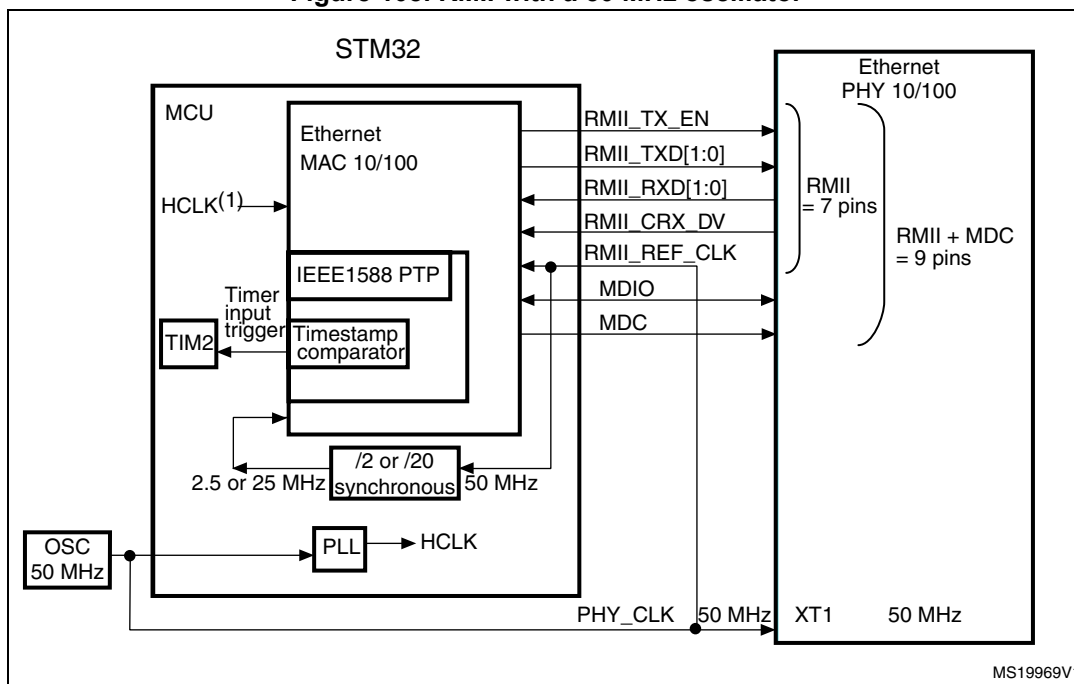 STM32
MCU
Ethernet
MAC 10/100
HCLK(1)
IEEE1588 PTP
Timer
input
trigger
TIM2
Timestamp
comparator
/2 or /20
synchronous
2.5 or 25 MHz
50 MHz
OSC
50 MHz
PLL
HCLK
RMII_TX_EN
RMII_TXD[1:0]
RMII_RXD[1:0]
RMII_CRX_DV
RMII_REF_CLK
MDIO
MDC
Ethernet
PHY 10/100
RMII
= 7 pins
RMII + MDC
= 9 pins
PHY_CLK
50 MHz
XT1
50 MHz